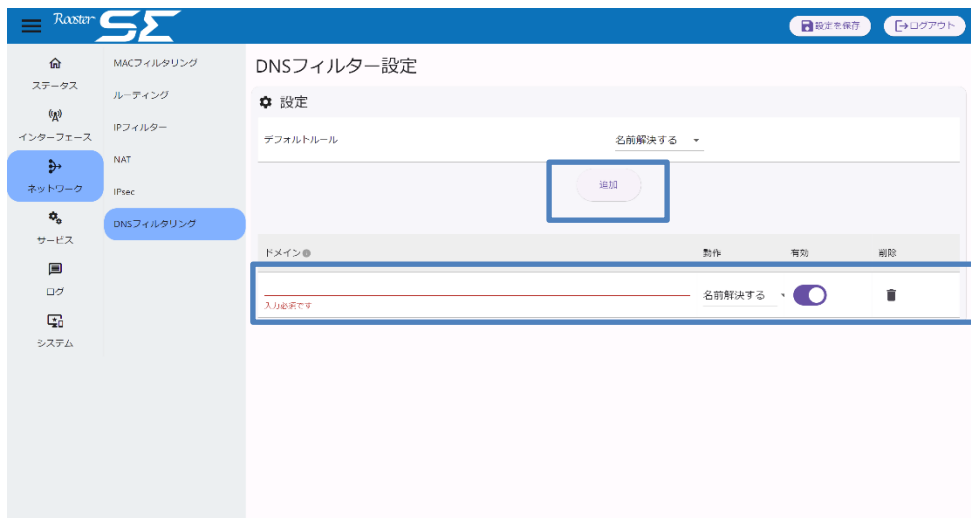 Rooster SE
設定を保存
ログアウト
ステータス
インターフェース
ネットワーク
サービス
ログ
システム
MACフィルタリング
ルーティング
IPフィルター
NAT
IPsec
DNSフィルタリング
DNSフィルター設定
設定
デフォルトルール 名前解決する
追加
ドメイン 動作 有効 削除
名前解決する
入力必須です